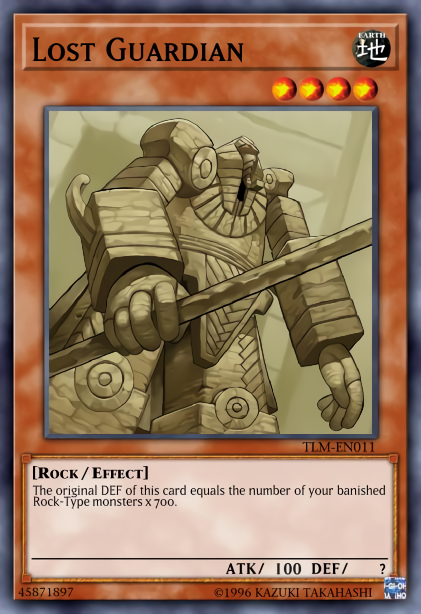 Lost Guardian
EARTH
地
TLM-EN011
[Rock / Effect]
The original DEF of this card equals the number of your banished
Rock-Type monsters x 700.
ATK/ 100 DEF/ ?
45871897
©1996 KAZUKI TAKAHASHI